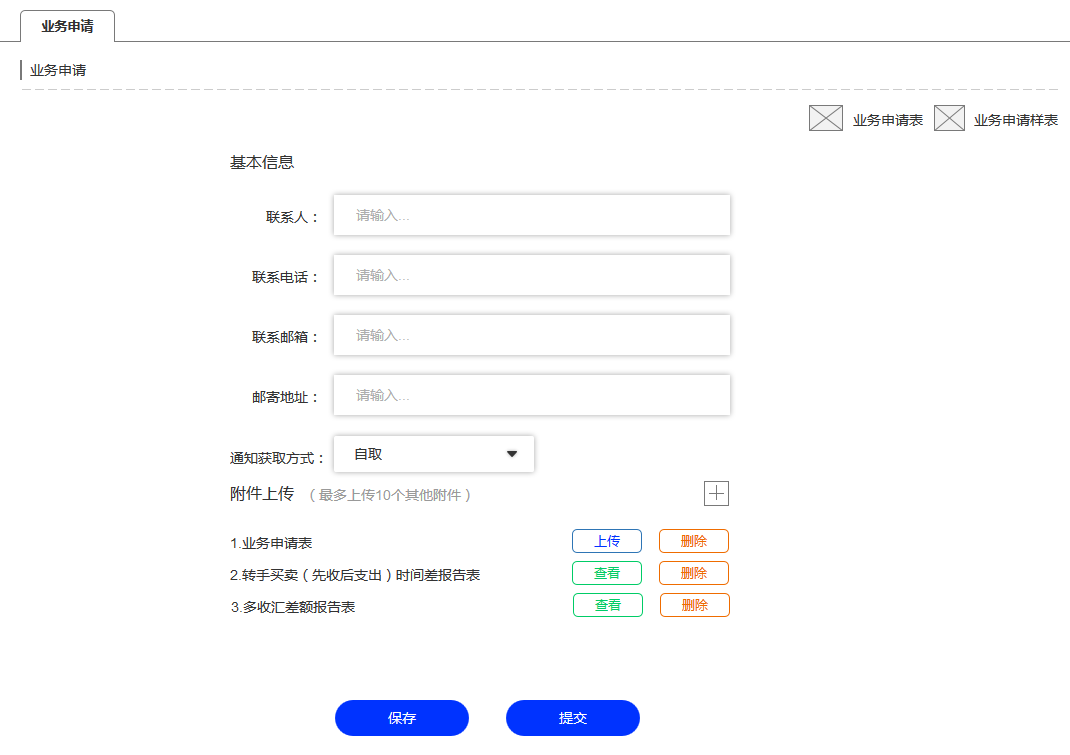 业务申请
业务申请
业务申请表 业务申请样表
基本信息
联系人： 请输入...
联系电话： 请输入...
联系邮箱： 请输入...
邮寄地址： 请输入...
通知获取方式： 自取
附件上传 （最多上传10个其他附件）
1.业务申请表 上传 删除
2.转手买卖（先收后支出）时间差报告表 查看 删除
3.多收汇差额报告表 查看 删除
保存 提交